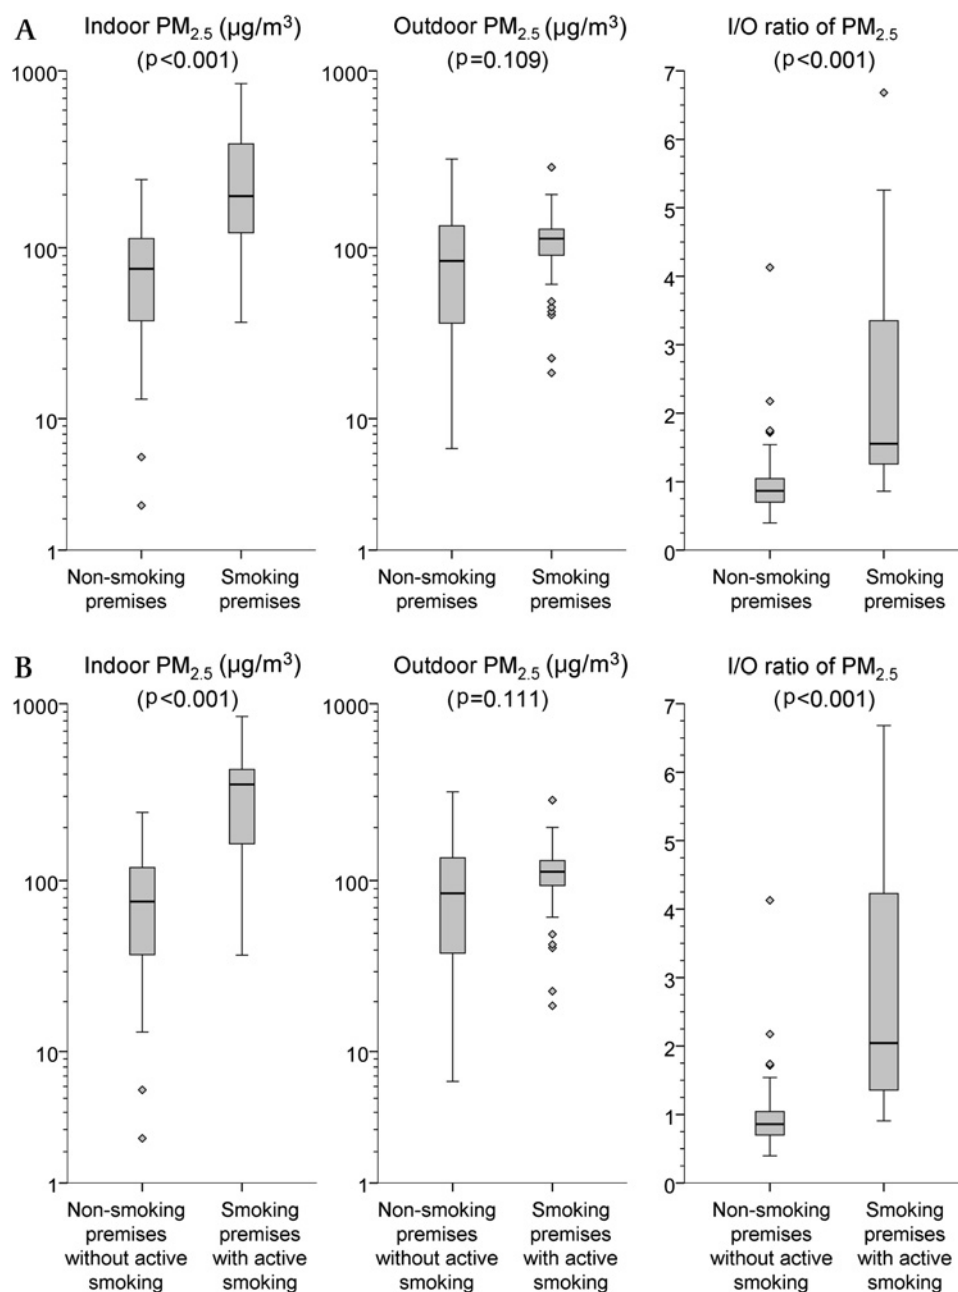 A
Indoor PM2.5 (µg/m3)
(p<0.001)
1000
100
10
1
Non-smoking
premises
Smoking
premises
Outdoor PM2.5 (µg/m3)
(p=0.109)
1000
100
10
1
Non-smoking
premises
Smoking
premises
I/O ratio of PM2.5
(p<0.001)
7
6
5
4
3
2
1
0
Non-smoking
premises
Smoking
premises
B
Indoor PM2.5 (µg/m3)
(p<0.001)
1000
100
10
1
Non-smoking
premises
without active
smoking
Smoking
premises
with active
smoking
Outdoor PM2.5 (µg/m3)
(p=0.111)
1000
100
10
1
Non-smoking
premises
without active
smoking
Smoking
premises
with active
smoking
I/O ratio of PM2.5
(p<0.001)
7
6
5
4
3
2
1
0
Non-smoking
premises
without active
smoking
Smoking
premises
with active
smoking